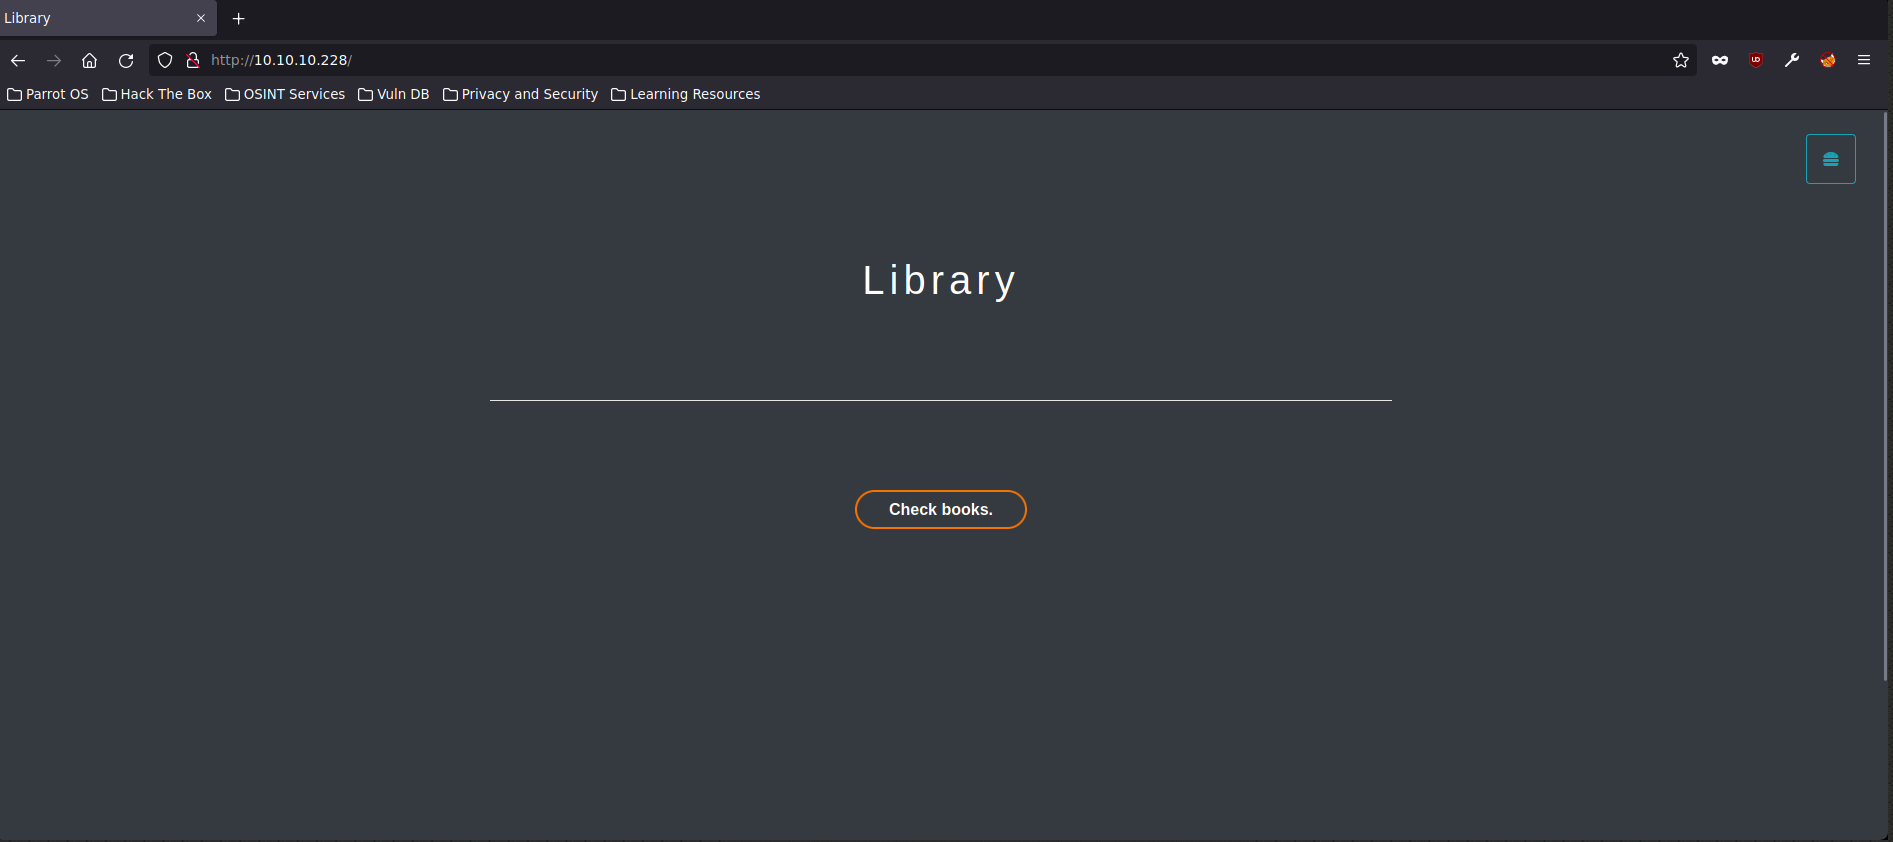 Library
http://10.10.10.228/
Parrot OS Hack The Box OSINT Services Vuln DB Privacy and Security Learning Resources
Library
Check books.